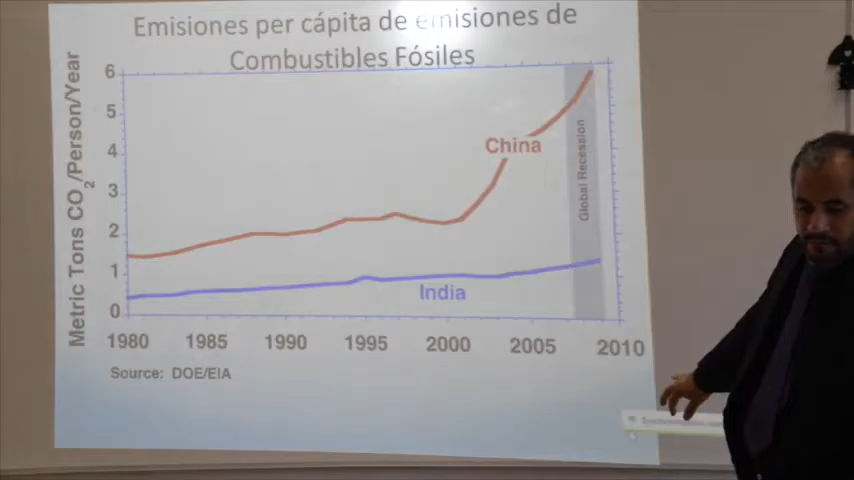 Emisiones per cápita de emisiones de
Combustibles Fósiles
Metric Tons CO2/Person/Year
6
5
4
3
2
1
0
China
India
Global Recession
1980 1985 1990 1995 2000 2005 2010
Source: DOE/EIA